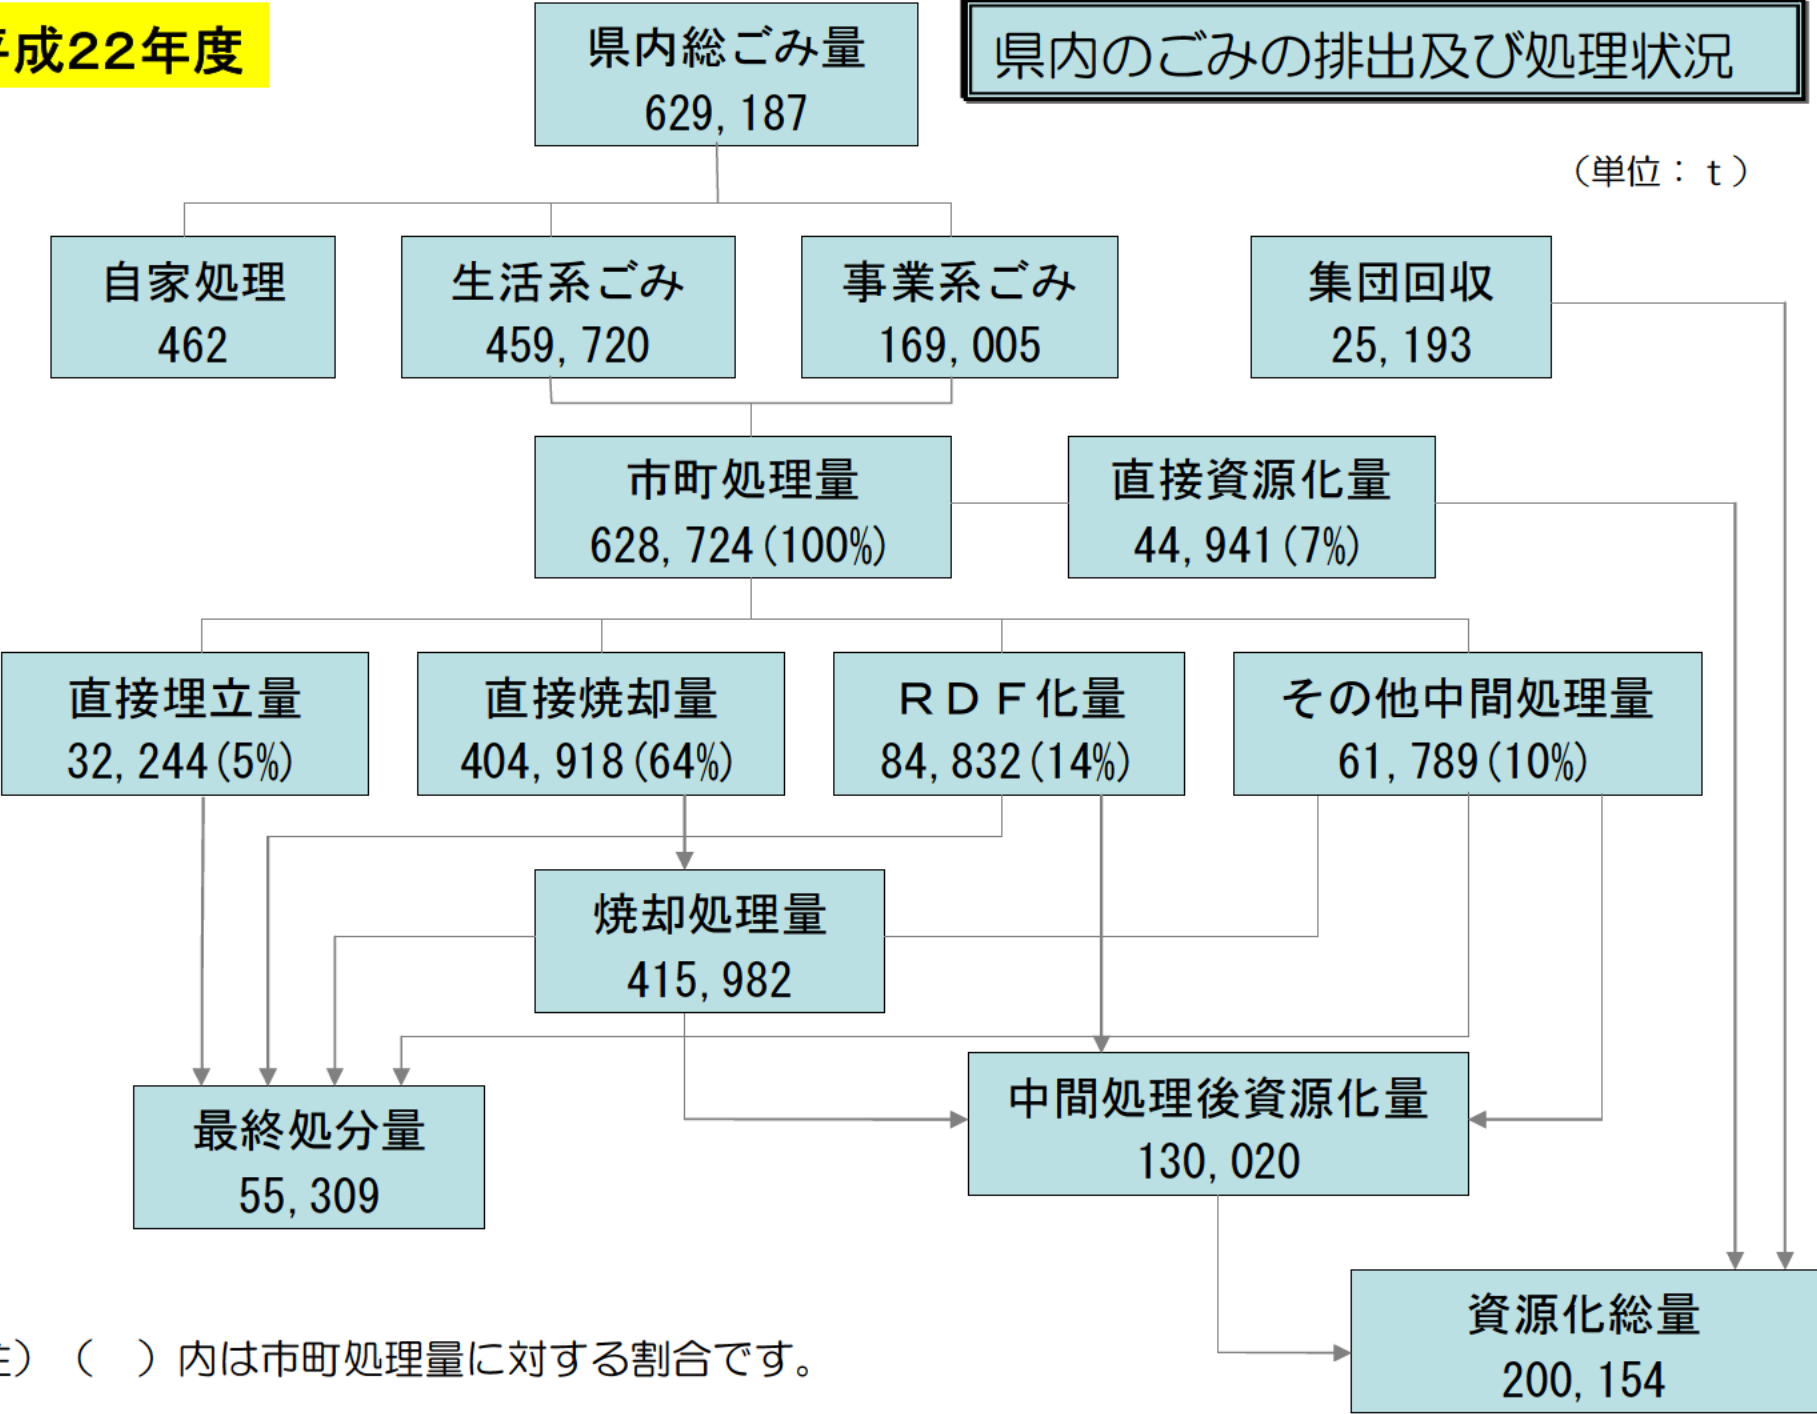 成２２年度
県内総ごみ量
629,187
県内のごみの排出及び処理状況
（単位：ｔ）
自家処理
462
生活系ごみ
459,720
事業系ごみ
169,005
集団回収
25,193
市町処理量
628,724(100%)
直接資源化量
44,941(7%)
直接埋立量
32,244(5%)
直接焼却量
404,918(64%)
ＲＤＦ化量
84,832(14%)
その他中間処理量
61,789(10%)
焼却処理量
415,982
最終処分量
55,309
中間処理後資源化量
130,020
資源化総量
200,154
）（　）内は市町処理量に対する割合です。